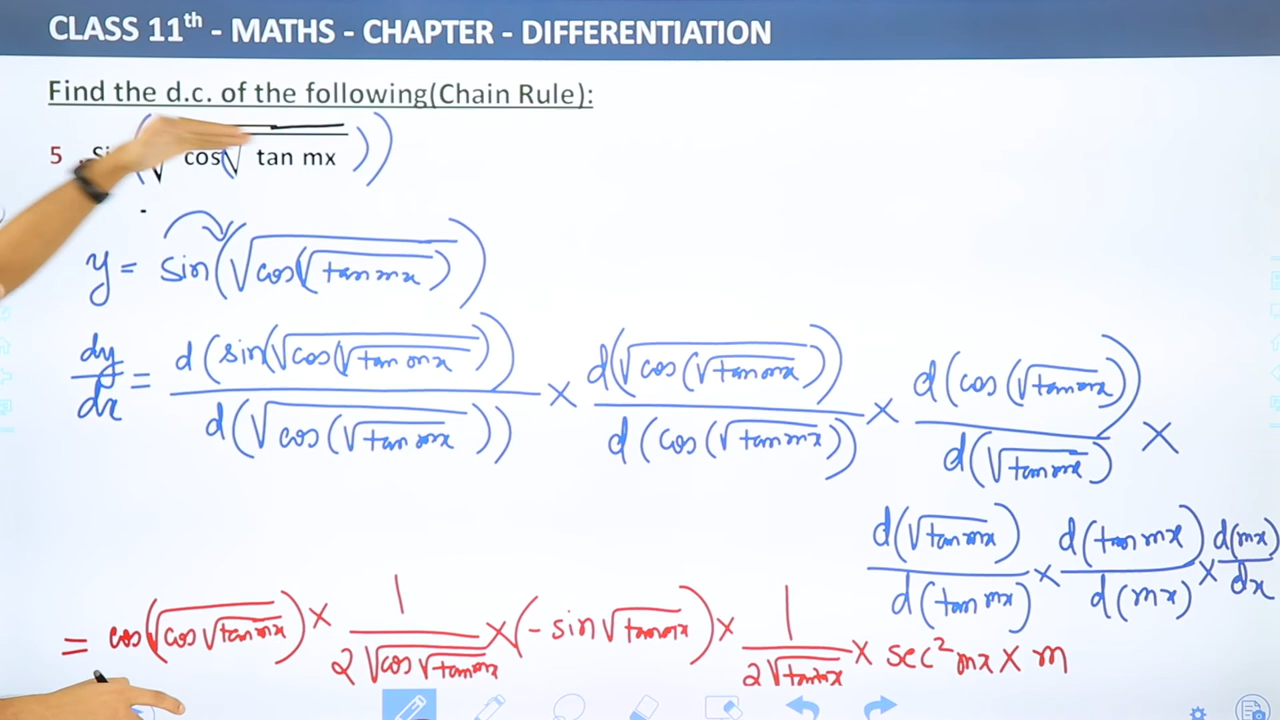 CLASS 11th - MATHS - CHAPTER - DIFFERENTIATION
Find the d.c. of the following(Chain Rule):
5 . (√ cos(√ tan mx ))
y = sin(√cos(√tan mx))
dy/dx = d(sin(√cos(√tan mx)))/d(√cos(√tan mx)) × d(√cos(√tan mx))/d(cos(√tan mx)) × d(cos(√tan mx))/d(√tan mx) ×
d(√tan mx)/d(tan mx) × d(tan mx)/d(mx) × d(mx)/dx
= cos(√cos√tan mx) × 1/2√cos√tan mx × (-sin√tan mx) × 1/2√tan mx × sec² mx × m